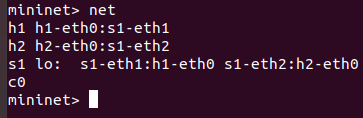 mininet> net
h1 h1-eth0:s1-eth1
h2 h2-eth0:s1-eth2
s1 lo:  s1-eth1:h1-eth0 s1-eth2:h2-eth0
c0
mininet>